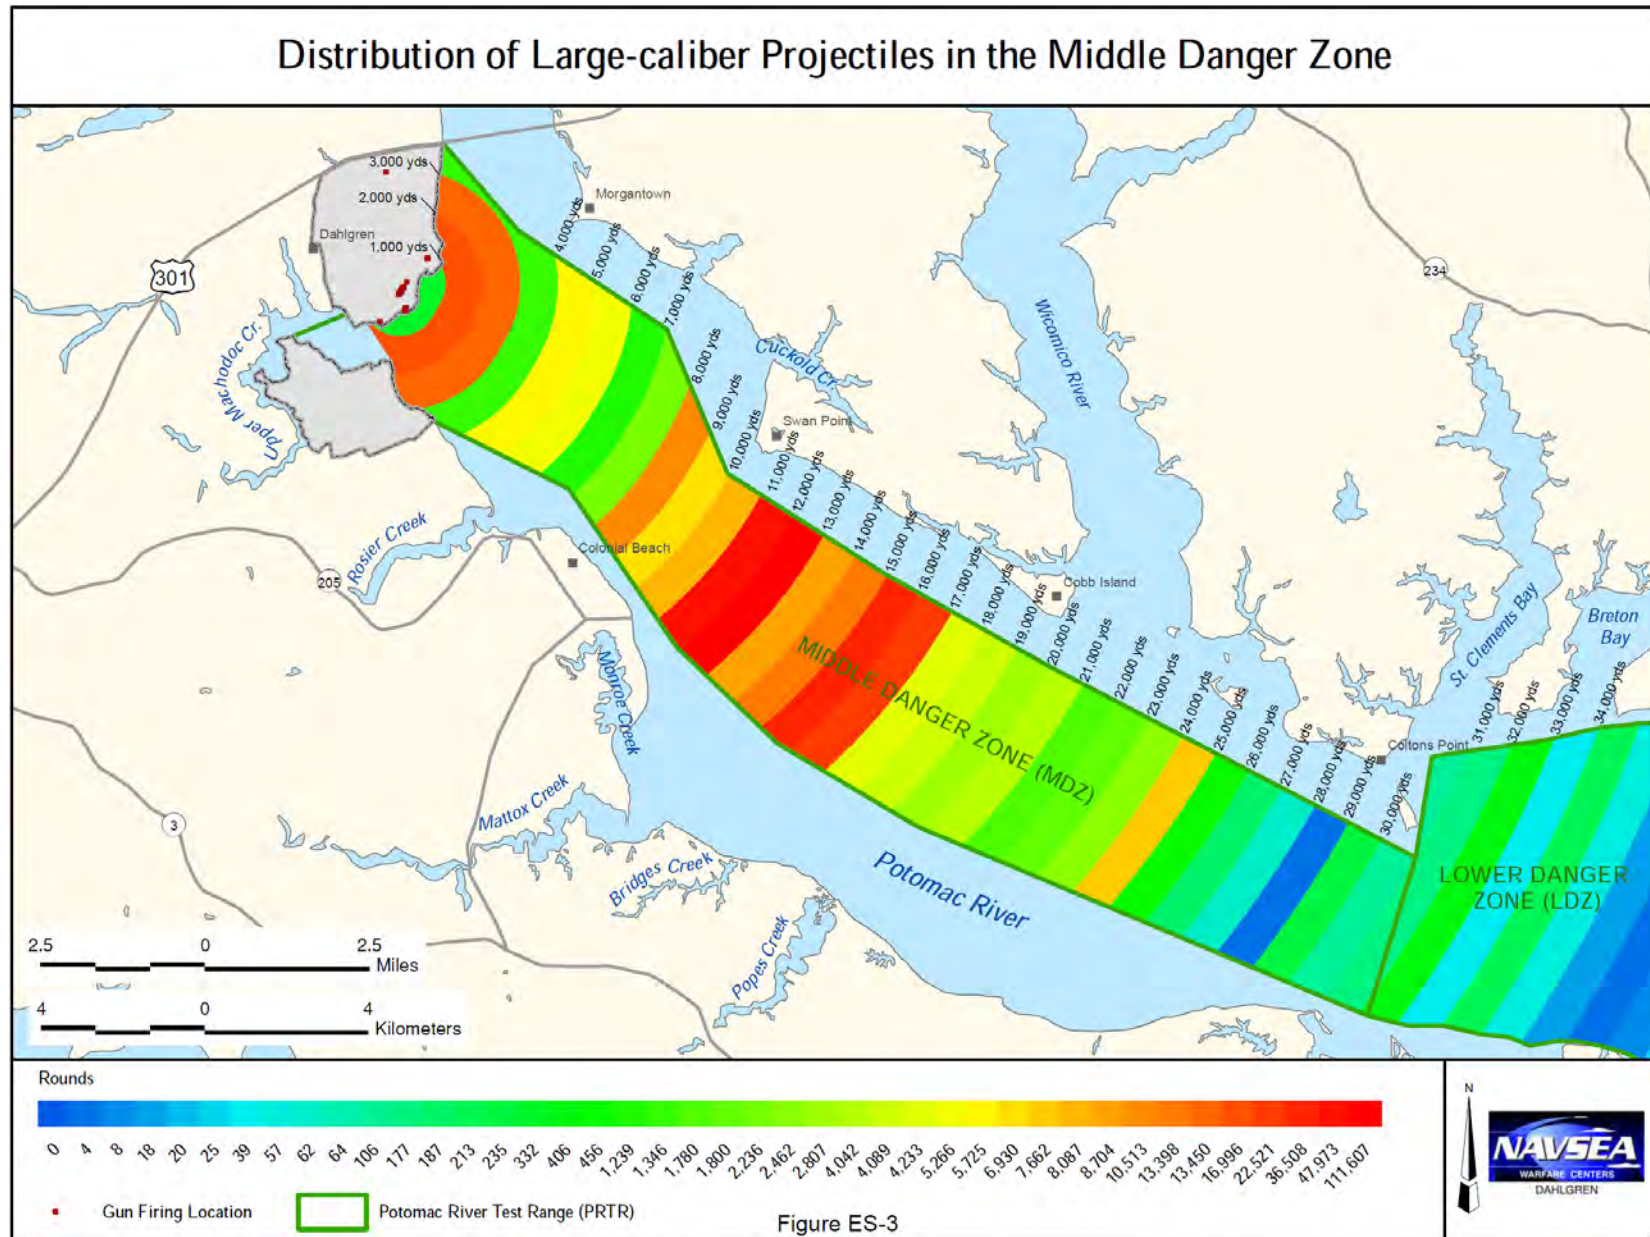 Distribution of Large-caliber Projectiles in the Middle Danger Zone
3,000 yds
2,000 yds
1,000 yds
Dahlgren
301
Morgantown
4,000 yds
5,000 yds
6,000 yds
7,000 yds
8,000 yds
9,000 yds
10,000 yds
11,000 yds
12,000 yds
13,000 yds
14,000 yds
15,000 yds
16,000 yds
17,000 yds
18,000 yds
19,000 yds
20,000 yds
21,000 yds
22,000 yds
23,000 yds
24,000 yds
25,000 yds
26,000 yds
27,000 yds
28,000 yds
29,000 yds
30,000 yds
31,000 yds
32,000 yds
33,000 yds
34,000 yds
234
Wicomico River
Cuckold Cr.
Swan Point
Upper Machodoc Cr.
Rosier Creek
Colonial Beach
205
Cobb Island
St. Clements Bay
Breton
Bay
Monroe Creek
MIDDLE DANGER ZONE (MDZ)
Coltons Point
Mattox Creek
3
Bridges Creek
Potomac River
Popes Creek
LOWER DANGER
ZONE (LDZ)
2.5 0 2.5
Miles
4 0 4
Kilometers
Rounds
0 4 8 18 20 25 39 57 62 64 106 177 187 213 235 332 406 456 1,239 1,346 1,780 1,800 2,236 2,462 2,807 4,042 4,089 4,233 5,266 5,725 6,930 7,662 8,087 8,704 10,513 13,398 13,450 16,996 22,521 36,508 47,973 111,607
Gun Firing Location
Potomac River Test Range (PRTR)
Figure ES-3
N
NAVSEA
WARFARE CENTERS
DAHLGREN